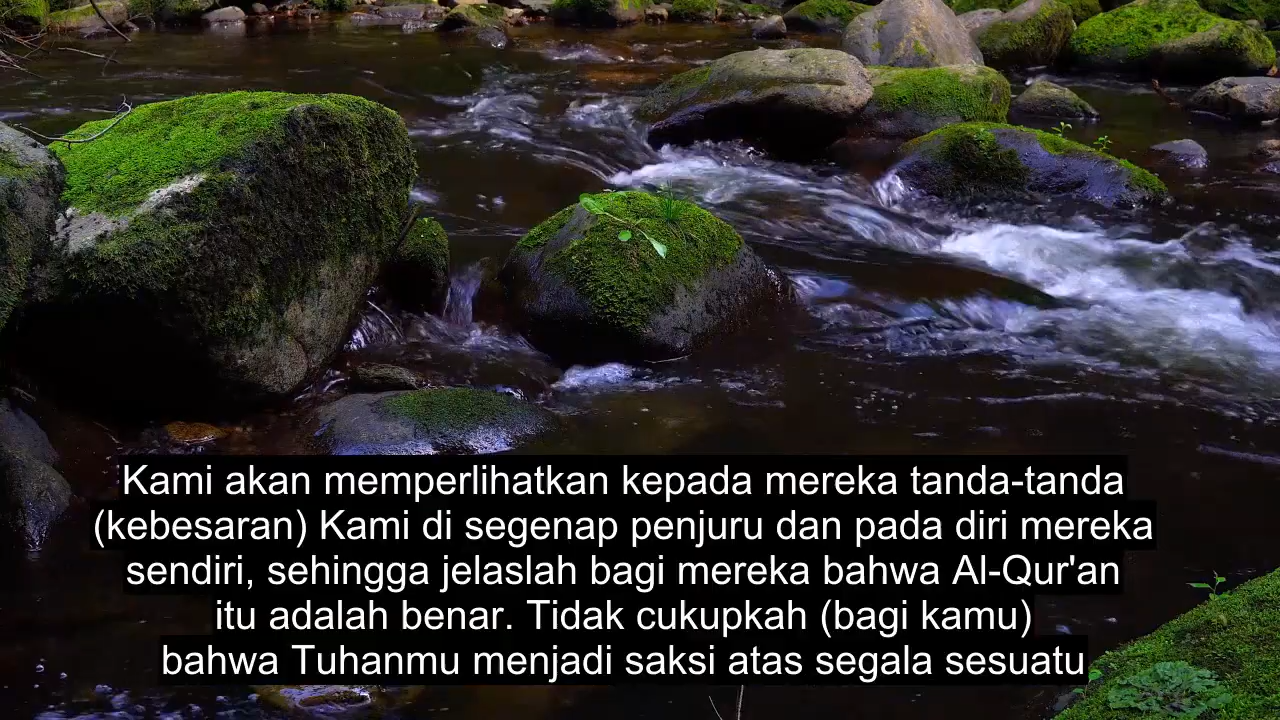 Kami akan memperlihatkan kepada mereka tanda-tanda
(kebesaran) Kami di segenap penjuru dan pada diri mereka
sendiri, sehingga jelaslah bagi mereka bahwa Al-Qur'an
itu adalah benar. Tidak cukupkah (bagi kamu)
bahwa Tuhanmu menjadi saksi atas segala sesuatu